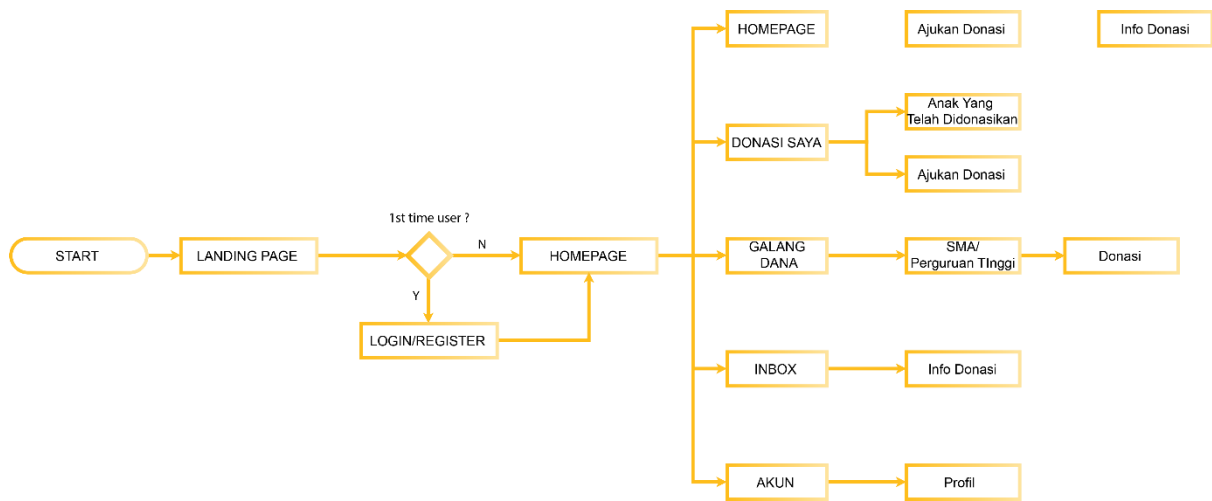 HOMEPAGE
Ajukan Donasi
Info Donasi
Anak Yang
Telah Didonasikan
DONASI SAYA
Ajukan Donasi
1st time user ?
START
LANDING PAGE
N
HOMEPAGE
GALANG
DANA
SMA/
Perguruan TInggi
Donasi
Y
LOGIN/REGISTER
INBOX
Info Donasi
AKUN
Profil